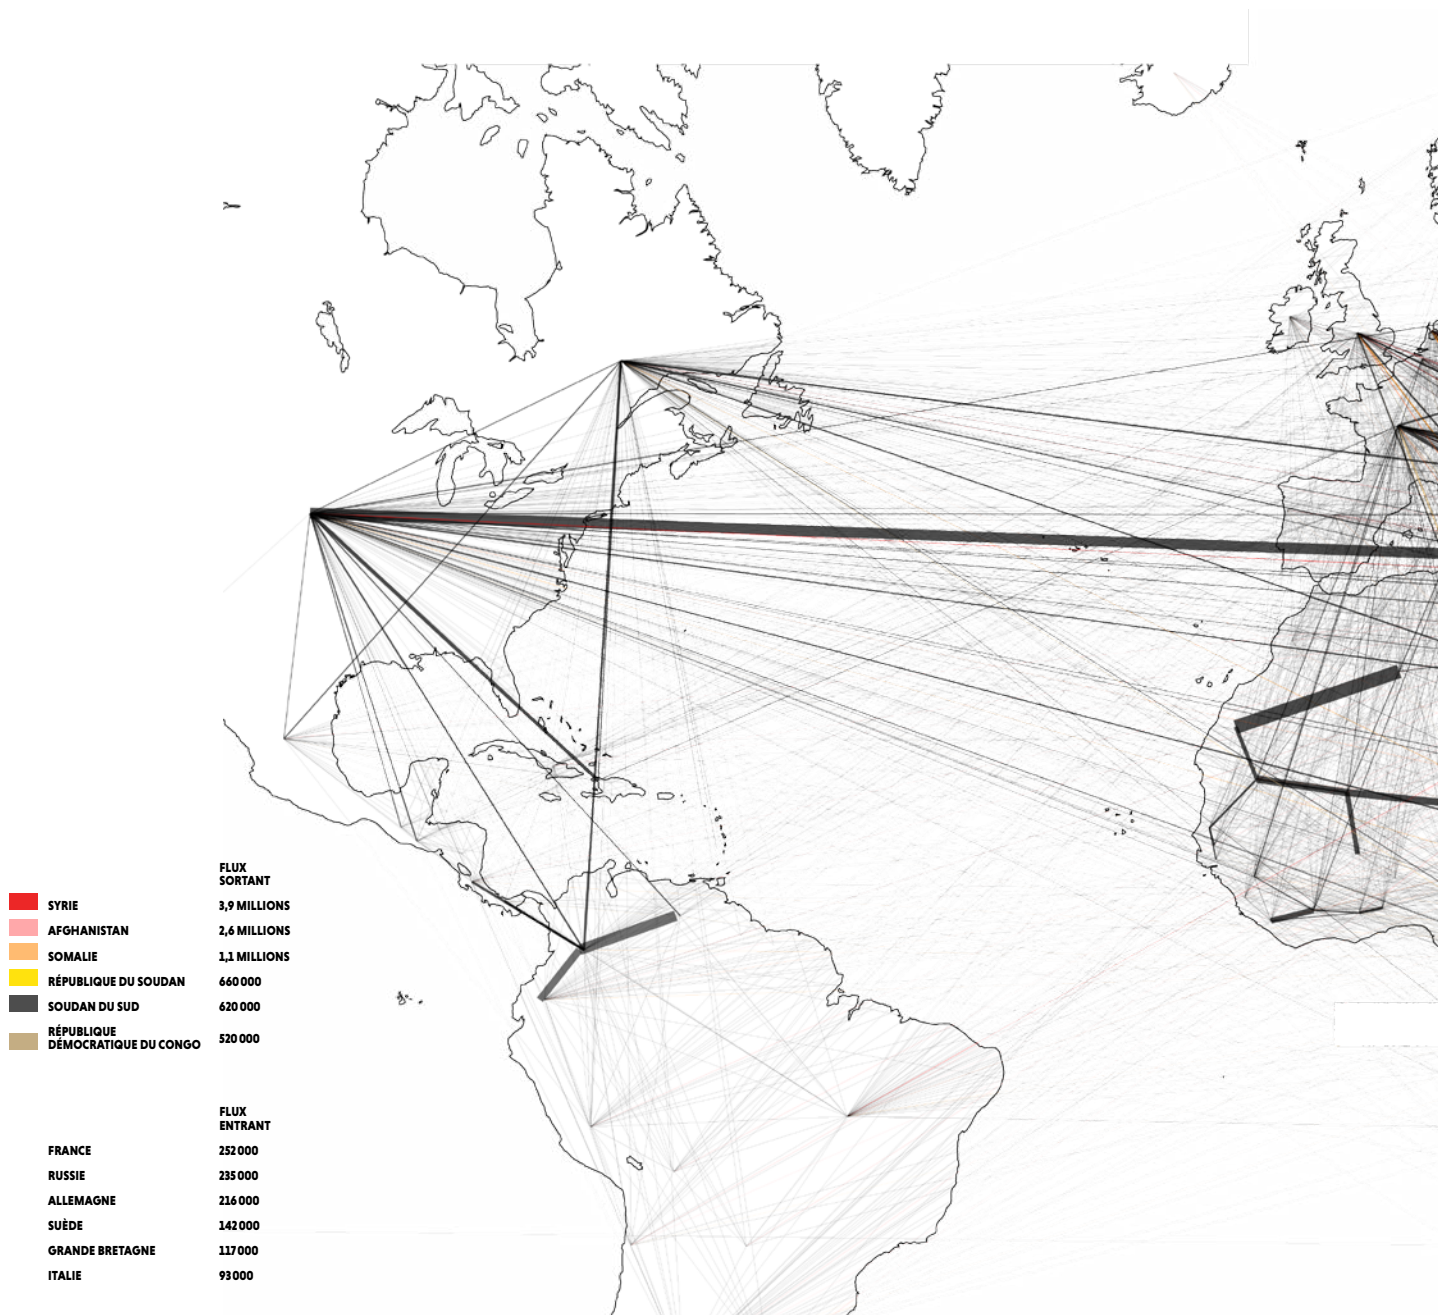 FLUX
SORTANT
SYRIE 3,9 MILLIONS
AFGHANISTAN 2,6 MILLIONS
SOMALIE 1,1 MILLIONS
RÉPUBLIQUE DU SOUDAN 660 000
SOUDAN DU SUD 620 000
RÉPUBLIQUE
DÉMOCRATIQUE DU CONGO 520 000
FLUX
ENTRANT
FRANCE 252 000
RUSSIE 235 000
ALLEMAGNE 216 000
SUÈDE 142 000
GRANDE BRETAGNE 117 000
ITALIE 93 000